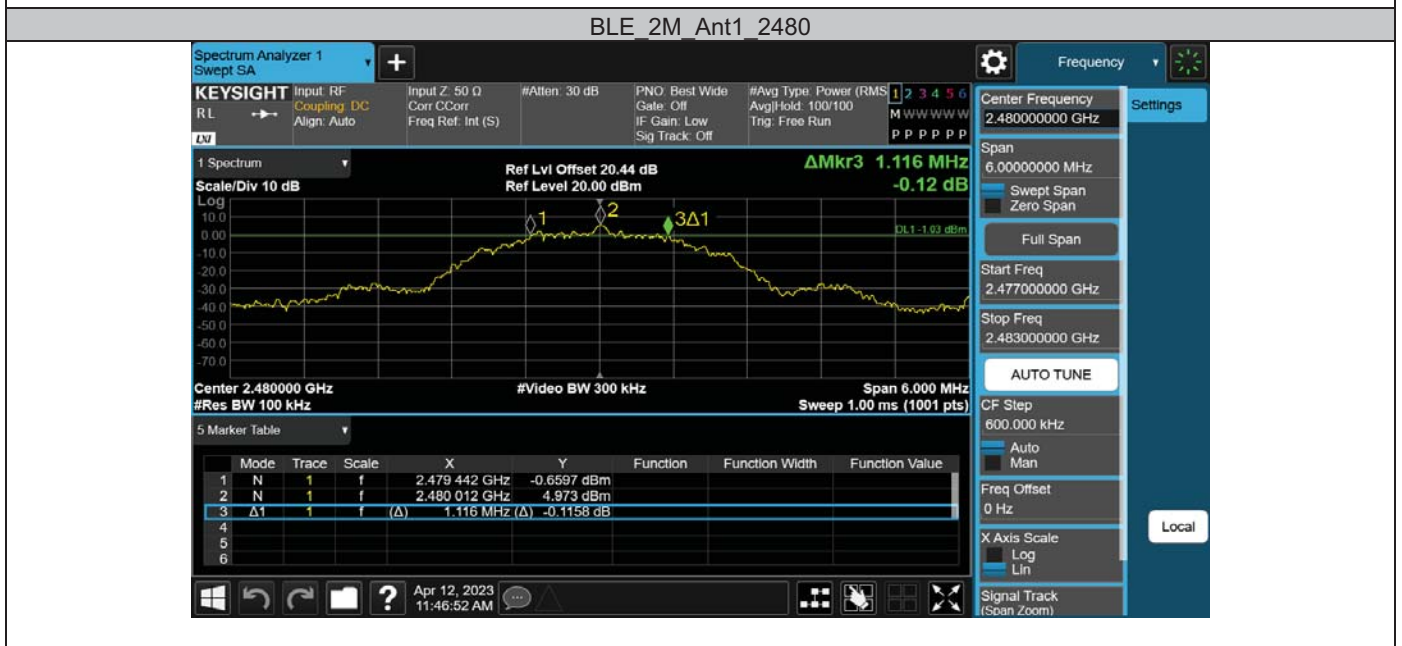 BLE_2M_Ant1_2480
Spectrum Analyzer 1
Swept SA
Frequency
KEYSIGHT
R L
LXI
Input: RF
Coupling: DC
Align: Auto
Input Z: 50 Ω
Corr CCorr
Freq Ref: Int (S)
#Atten: 30 dB
PNO: Best Wide
Gate: Off
IF Gain: Low
Sig Track: Off
#Avg Type: Power (RMS
Avg|Hold: 100/100
Trig: Free Run
1 2 3 4 5 6
M W W W W W
P P P P P P
1 Spectrum
Scale/Div 10 dB
Ref Lvl Offset 20.44 dB
Ref Level 20.00 dBm
ΔMkr3 1.116 MHz
-0.12 dB
Log
10.0
0.00
-10.0
-20.0
-30.0
-40.0
-50.0
-60.0
-70.0
1
2
3Δ1
DL1 -1.03 dBm
Center 2.480000 GHz
#Res BW 100 kHz
#Video BW 300 kHz
Span 6.000 MHz
Sweep 1.00 ms (1001 pts)
5 Marker Table
Mode Trace Scale X Y Function Function Width Function Value
1 N 1 f 2.479 442 GHz -0.6597 dBm
2 N 1 f 2.480 012 GHz 4.973 dBm
3 Δ1 1 f (Δ) 1.116 MHz (Δ) -0.1158 dB
4
5
6
?
Apr 12, 2023
11:46:52 AM
Center Frequency
2.480000000 GHz
Span
6.00000000 MHz
Swept Span
Zero Span
Full Span
Start Freq
2.477000000 GHz
Stop Freq
2.483000000 GHz
AUTO TUNE
CF Step
600.000 kHz
Auto
Man
Freq Offset
0 Hz
X Axis Scale
Log
Lin
Signal Track
(Span Zoom)
Settings
Local